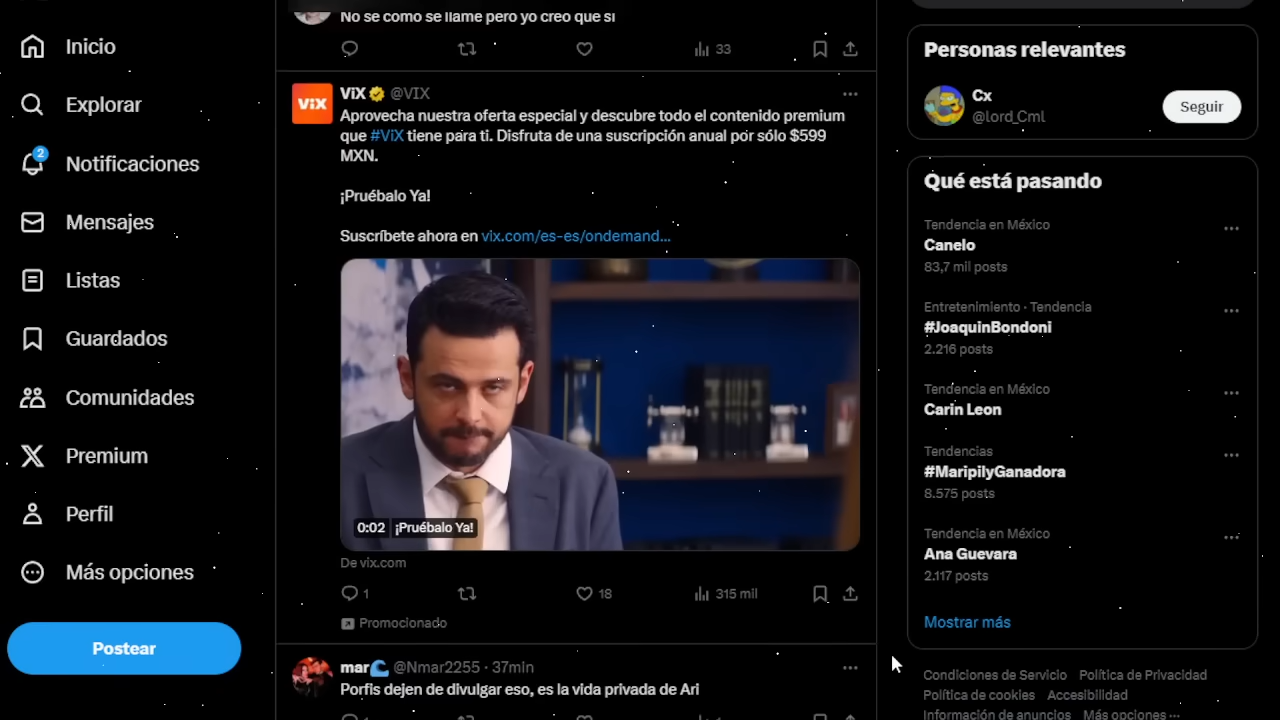 Inicio
Explorar
2
Notificaciones
Mensajes
Listas
Guardados
Comunidades
Premium
Perfil
Más opciones
Postear
No se como se llame pero yo creo que si
33
ViX
ViX @VIX
Aprovecha nuestra oferta especial y descubre todo el contenido premium
que #ViX tiene para ti. Disfruta de una suscripción anual por sólo $599
MXN.
¡Pruébalo Ya!
Suscríbete ahora en vix.com/es-es/ondemand...
0:02 ¡Pruébalo Ya!
De vix.com
1
18
315 mil
Promocionado
mar @Nmar2255 · 37min
Porfis dejen de divulgar eso, es la vida privada de Ari
Personas relevantes
Cx
@lord_Cml
Seguir
Qué está pasando
Tendencia en México
Canelo
83,7 mil posts
Entretenimiento · Tendencia
#JoaquinBondoni
2.216 posts
Tendencia en México
Carin Leon
Tendencias
#MaripilyGanadora
8.575 posts
Tendencia en México
Ana Guevara
2.117 posts
Mostrar más
Condiciones de Servicio Política de Privacidad
Política de cookies Accesibilidad
Información de anuncios Más opciones ···